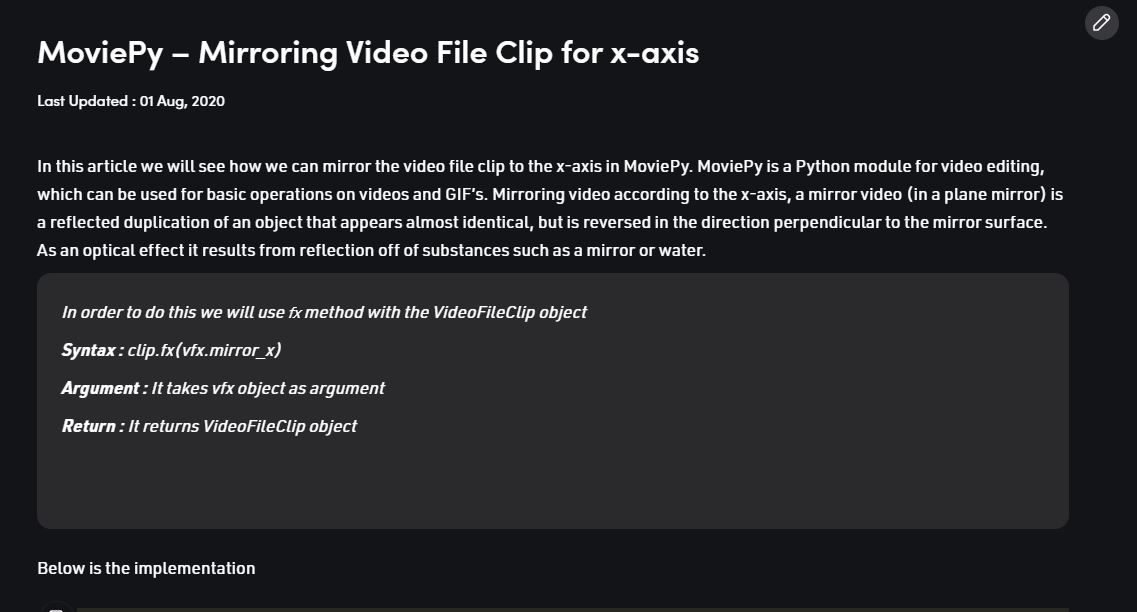 MoviePy – Mirroring Video File Clip for x-axis
Last Updated : 01 Aug, 2020
In this article we will see how we can mirror the video file clip to the x-axis in MoviePy. MoviePy is a Python module for video editing,
which can be used for basic operations on videos and GIF’s. Mirroring video according to the x-axis, a mirror video (in a plane mirror) is
a reflected duplication of an object that appears almost identical, but is reversed in the direction perpendicular to the mirror surface.
As an optical effect it results from reflection off of substances such as a mirror or water.
In order to do this we will use fx method with the VideoFileClip object
Syntax : clip.fx(vfx.mirror_x)
Argument : It takes vfx object as argument
Return : It returns VideoFileClip object
Below is the implementation